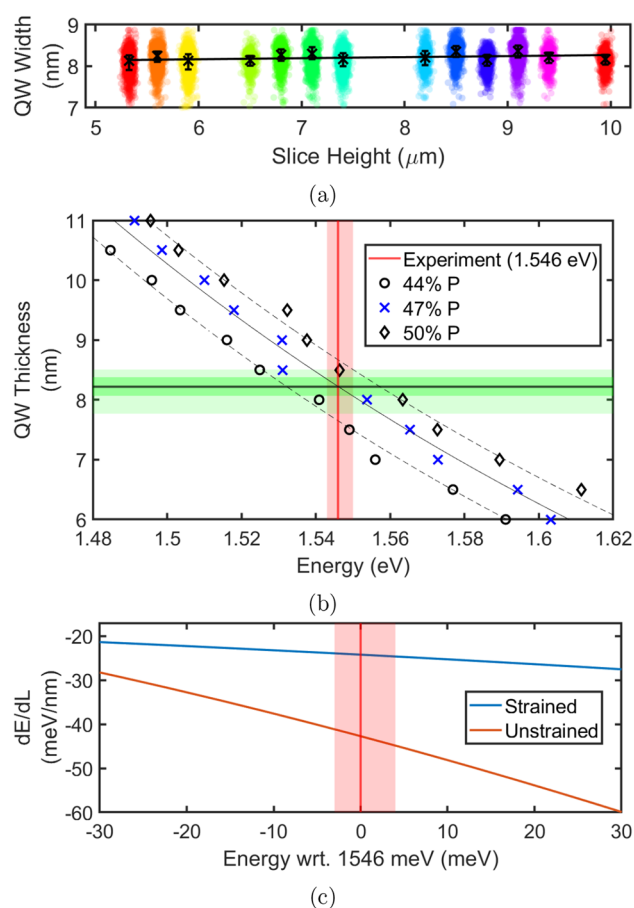 QW Width
(nm)
9
8
7
5 6 7 8 9 10
Slice Height (μm)
(a)
QW Thickness
(nm)
11
10
9
8
7
6
Experiment (1.546 eV)
44% P
47% P
50% P
1.48 1.5 1.52 1.54 1.56 1.58 1.6 1.62
Energy (eV)
(b)
dE/dL
(meV/nm)
-20
-30
-40
-50
-60
Strained
Unstrained
-30 -20 -10 0 10 20 30
Energy wrt. 1546 meV (meV)
(c)